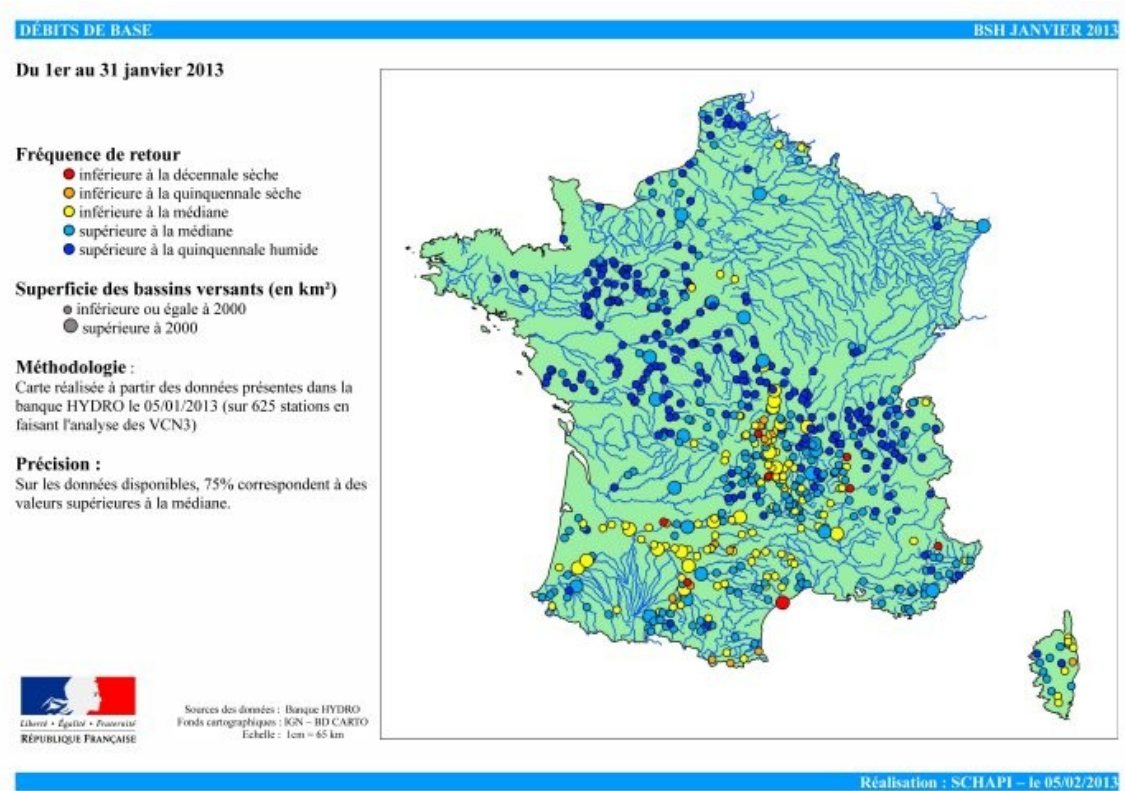 DÉBITS DE BASE
BSH JANVIER 2013
Du 1er au 31 janvier 2013
Fréquence de retour
inférieure à la décennale sèche
inférieure à la quinquennale sèche
inférieure à la médiane
supérieure à la médiane
supérieure à la quinquennale humide
Superficie des bassins versants (en km²)
inférieure ou égale à 2000
supérieure à 2000
Méthodologie :
Carte réalisée à partir des données présentes dans la
banque HYDRO le 05/01/2013 (sur 625 stations en
faisant l'analyse des VCN3)
Précision :
Sur les données disponibles, 75% correspondent à des
valeurs supérieures à la médiane.
Liberté • Égalité • Fraternité
RÉPUBLIQUE FRANÇAISE
Sources des données : Banque HYDRO
Fonds cartographiques : IGN – BD CARTO
Echelle : 1cm = 65 km
Réalisation : SCHAPI – le 05/02/2013